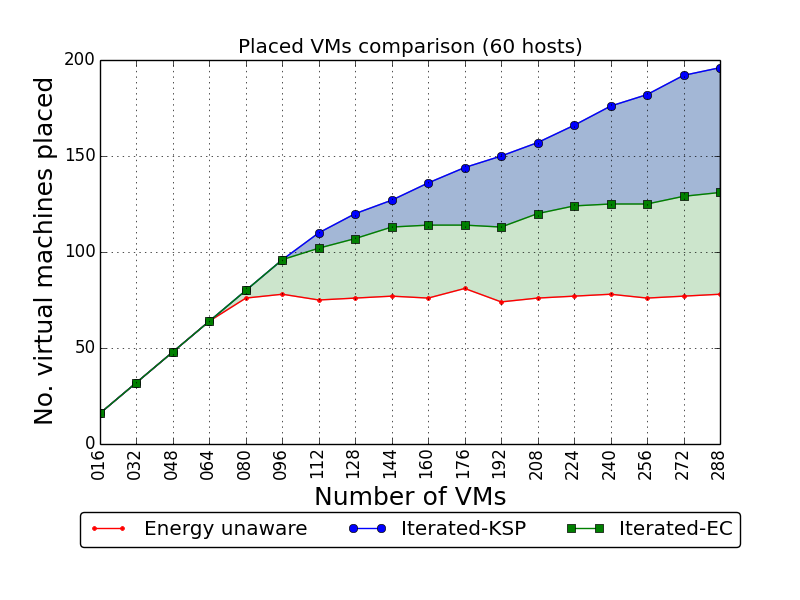 Placed VMs comparison (60 hosts)
No. virtual machines placed
200
150
100
50
0
016 032 048 064 080 096 112 128 144 160 176 192 208 224 240 256 272 288
Number of VMs
Energy unaware Iterated-KSP Iterated-EC